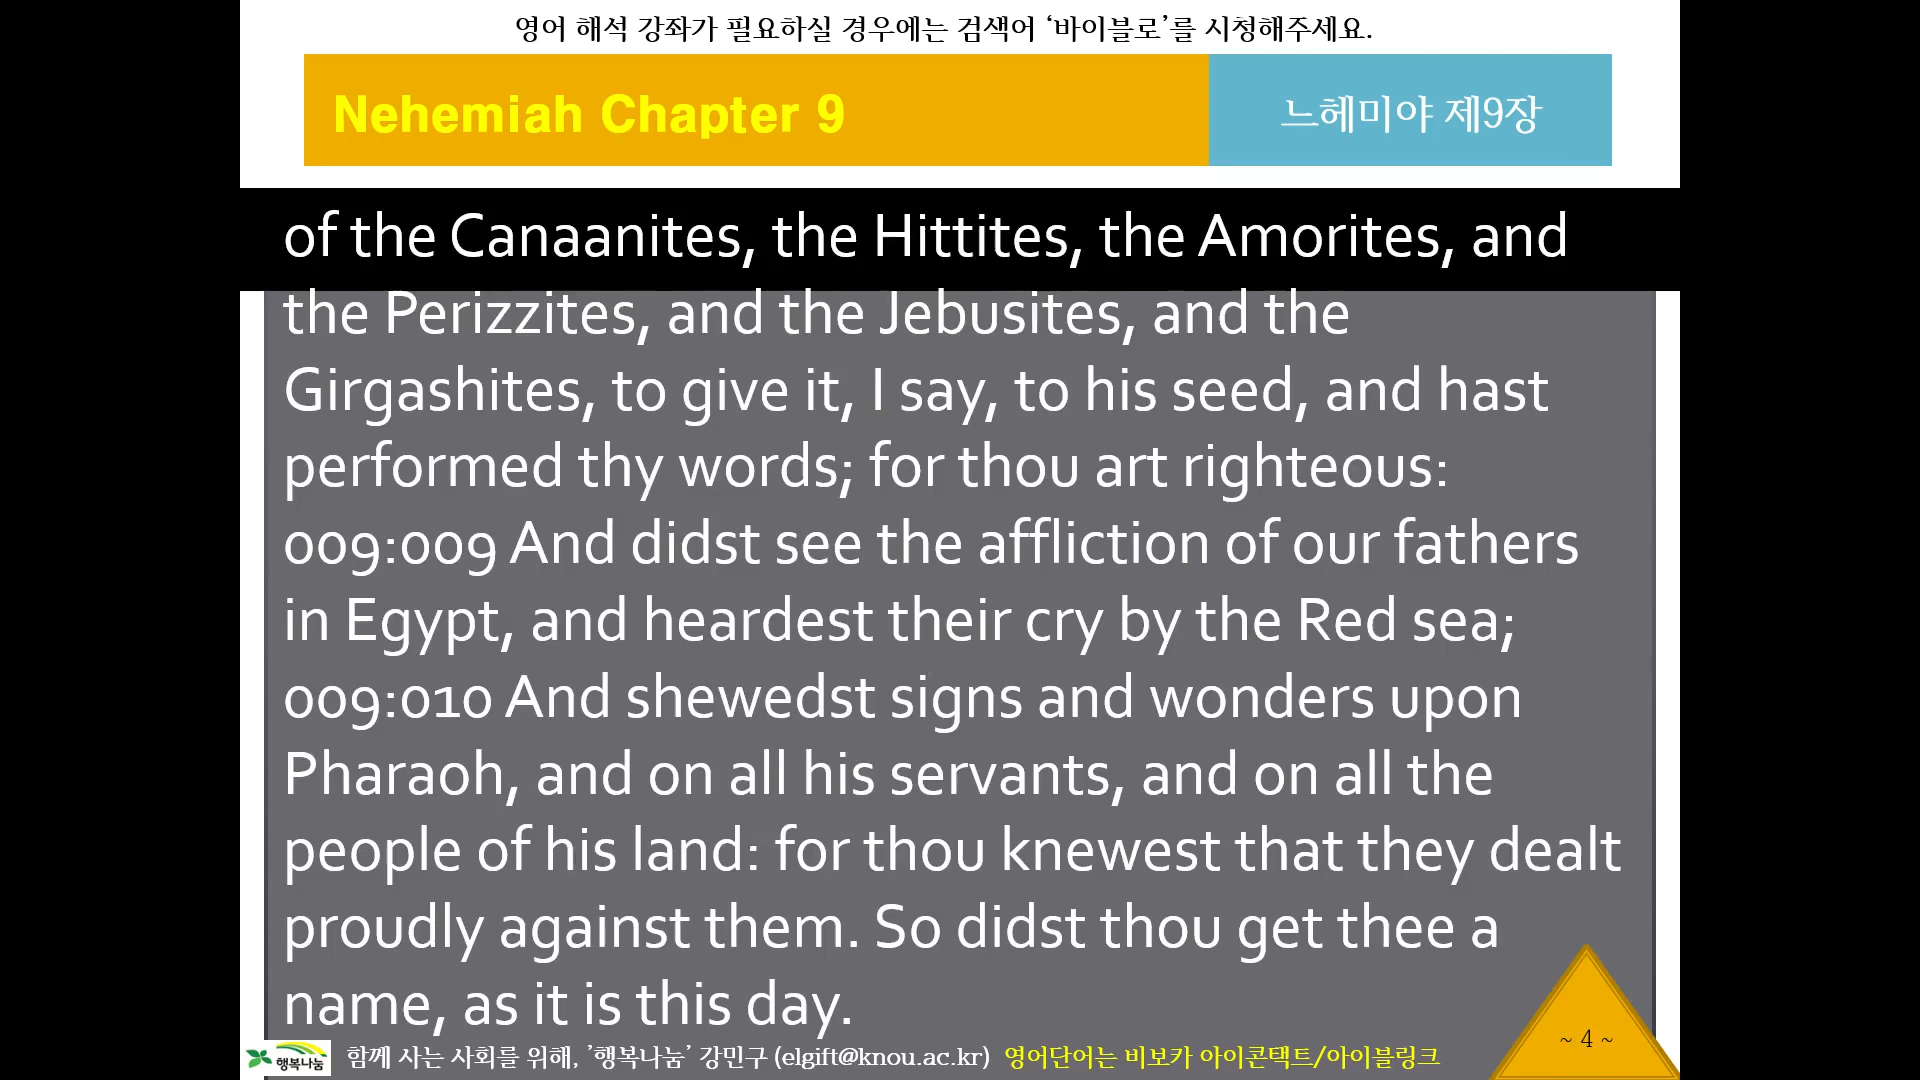 영어 해석 강좌가 필요하실 경우에는 검색어 ‘바이블로’를 시청해주세요.
Nehemiah Chapter 9
느헤미야 제9장
of the Canaanites, the Hittites, the Amorites, and
the Perizzites, and the Jebusites, and the
Girgashites, to give it, I say, to his seed, and hast
performed thy words; for thou art righteous:
009:009 And didst see the affliction of our fathers
in Egypt, and heardest their cry by the Red sea;
009:010 And shewedst signs and wonders upon
Pharaoh, and on all his servants, and on all the
people of his land: for thou knewest that they dealt
proudly against them. So didst thou get thee a
name, as it is this day.
~ 4 ~
행복나눔
함께 사는 사회를 위해, ’행복나눔’ 강민구 (elgift@knou.ac.kr) 영어단어는 비보카 아이콘택트/아이블링크